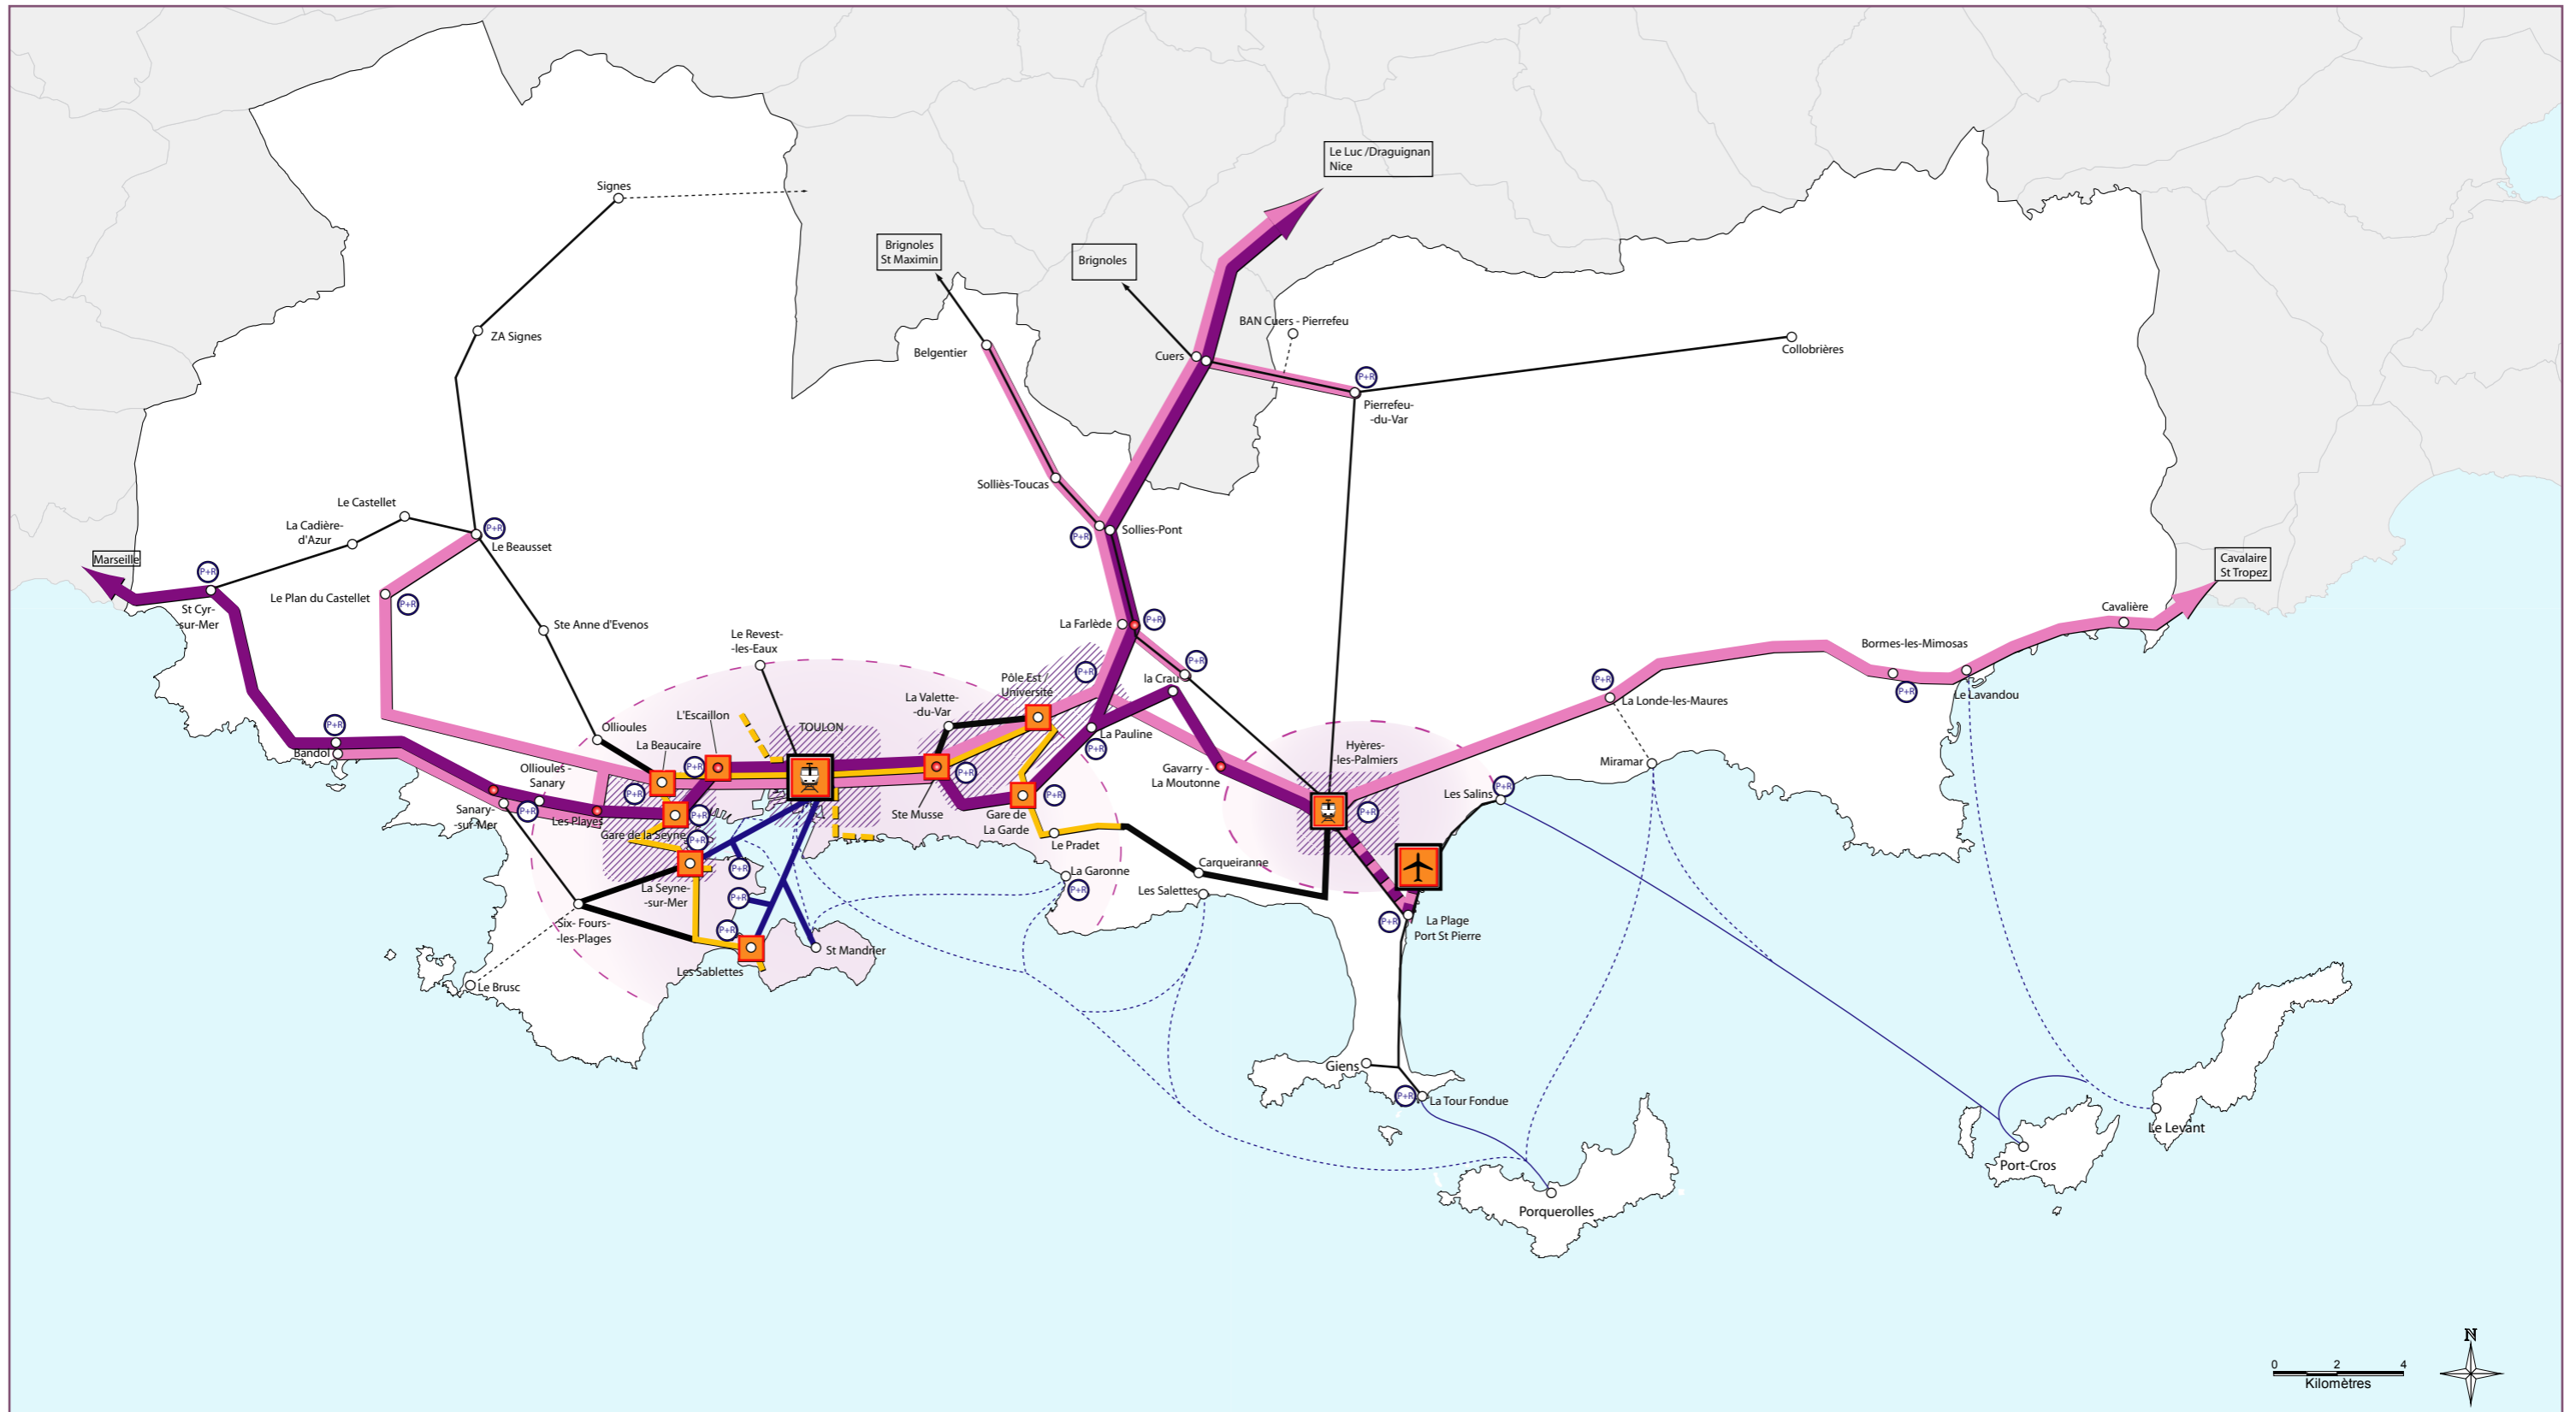 Le Luc /Draguignan
Nice
Signes
Brignoles
St Maximin
Brignoles
BAN Cuers - Pierrefeu
ZA Signes
Belgentier
Cuers
Collobrières
P+R
Pierrefeu-
-du-Var
Solliès-Toucas
Le Castellet
La Cadière-
d'Azur
P+R
Le Beausset
Sollies-Pont
P+R
Marseille
P+R
Cavalaire
St Tropez
St Cyr-
-sur-Mer
Le Plan du Castellet
P+R
Ste Anne d'Evenos
Le Revest-
-les-Eaux
La Farlède
P+R
Cavalière
Bormes-les-Mimosas
P+R
Le Lavandou
P+R
la Crau
P+R
Pôle Est /
Université
La Valette-
-du-Var
P+R
La Londe-les-Maures
P+R
Bandol
Ollioules
L'Escaillon
La Beaucaire
P+R
TOULON
La Pauline
P+R
Hyères-
-les-Palmiers
P+R
Gavarry -
La Moutonne
Miramar
Les Salins
P+R
Ollioules -
Sanary
Sanary-
-sur-Mer
P+R
Les Playes
P+R
Gare de la Seyne
P+R
P+R
Ste Musse
P+R
Gare de
La Garde
P+R
Le Pradet
La Garonne
P+R
Carqueiranne
Les Salettes
La Seyne-
-sur-Mer
P+R
P+R
P+R
Six- Fours-
-les-Plages
Les Sablettes
St Mandrier
Le Brusc
P+R
La Plage
Port St Pierre
Giens
P+R
La Tour Fondue
Le Levant
Port-Cros
Porquerolles
N
0 2 4
Kilomètres